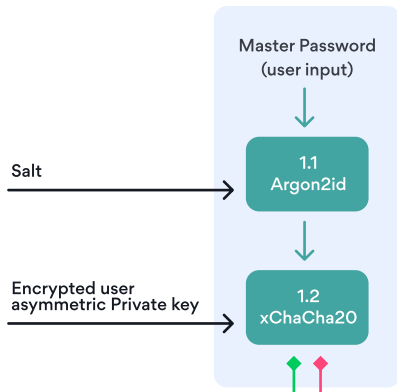 Master Password
(user input)
1.1
Argon2id
Salt
Encrypted user
asymmetric Private key
1.2
xChaCha20